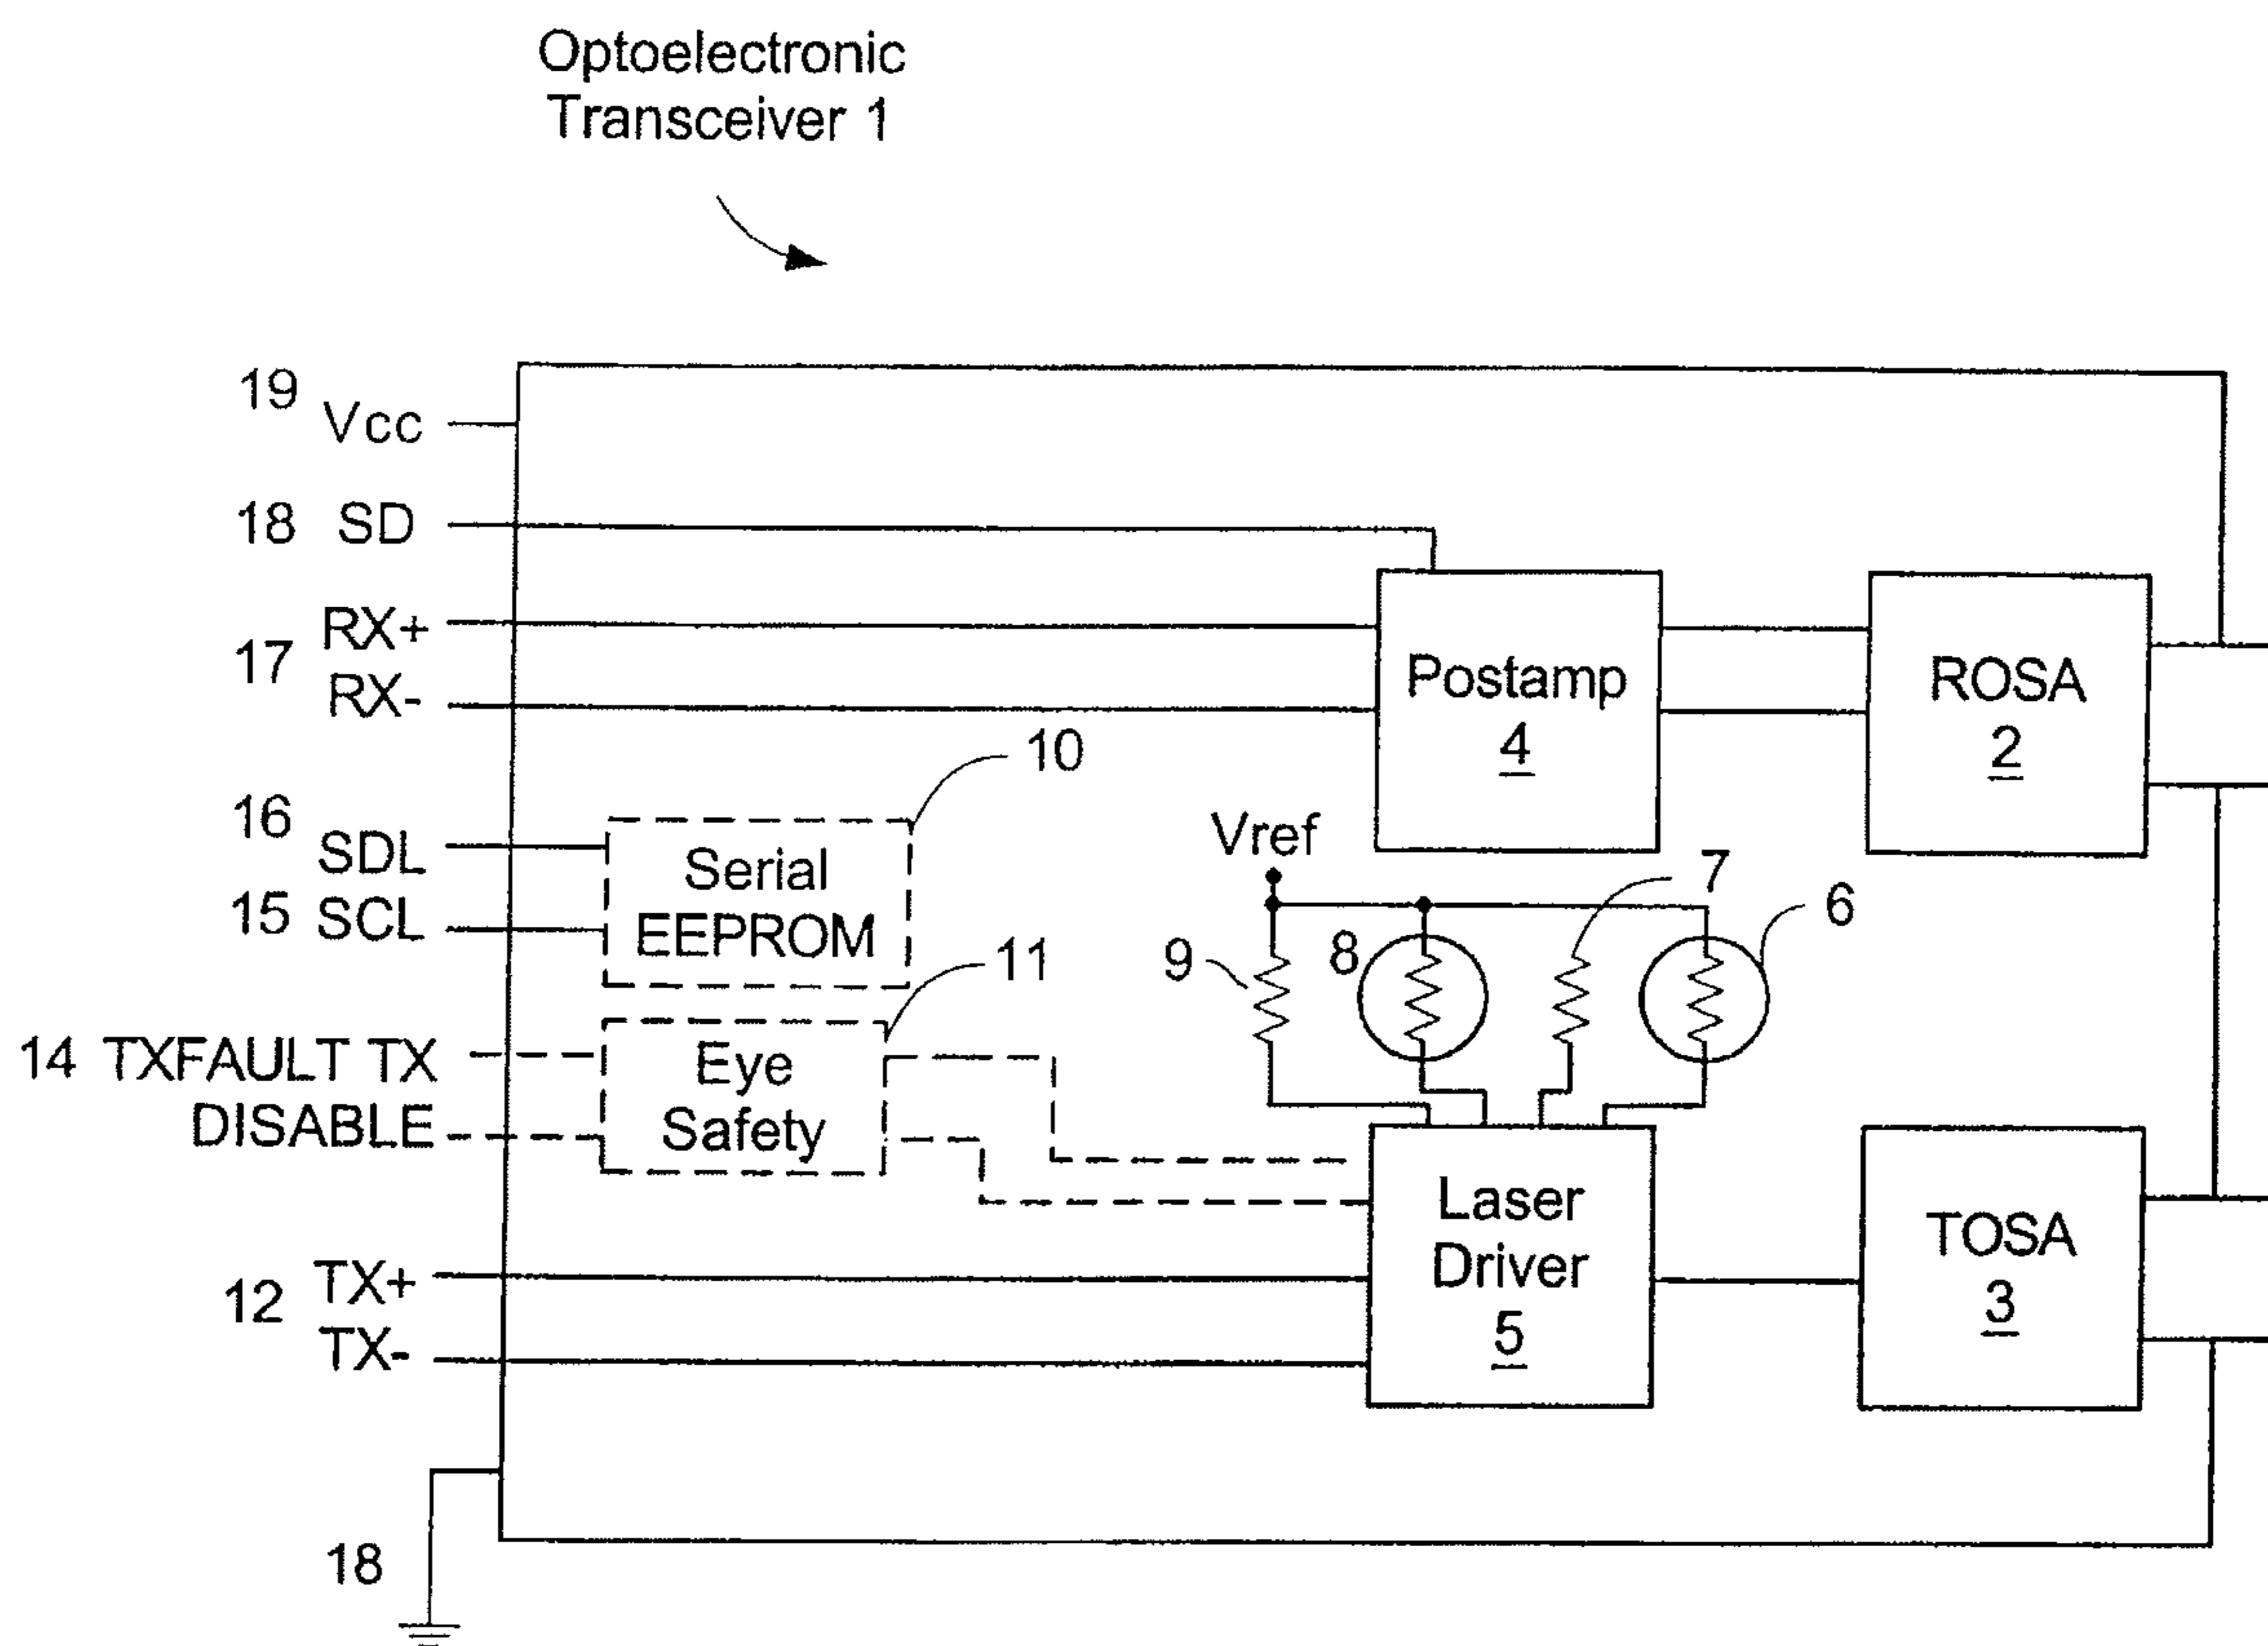 Optoelectronic
Transceiver 1
19
Vcc
18 SD
RX+
17
RX-
Postamp
4
ROSA
2
10
16
SDL
15 SCL
Serial
EEPROM
Vref
7
6
8
9
11
14 TXFAULT TX
DISABLE
Eye
Safety
Laser
Driver
5
TOSA
3
12
TX+
TX-
18